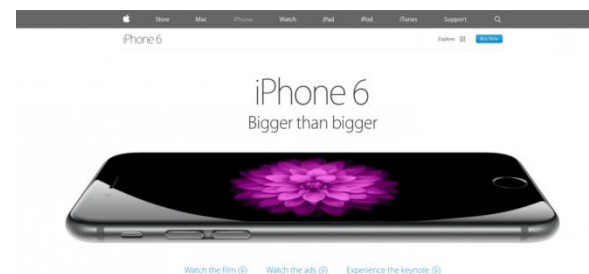 Store Mac iPhone Watch iPad iPod iTunes Support
iPhone 6 Explore Buy Now
iPhone 6
Bigger than bigger
Watch the film Watch the ads Experience the keynote